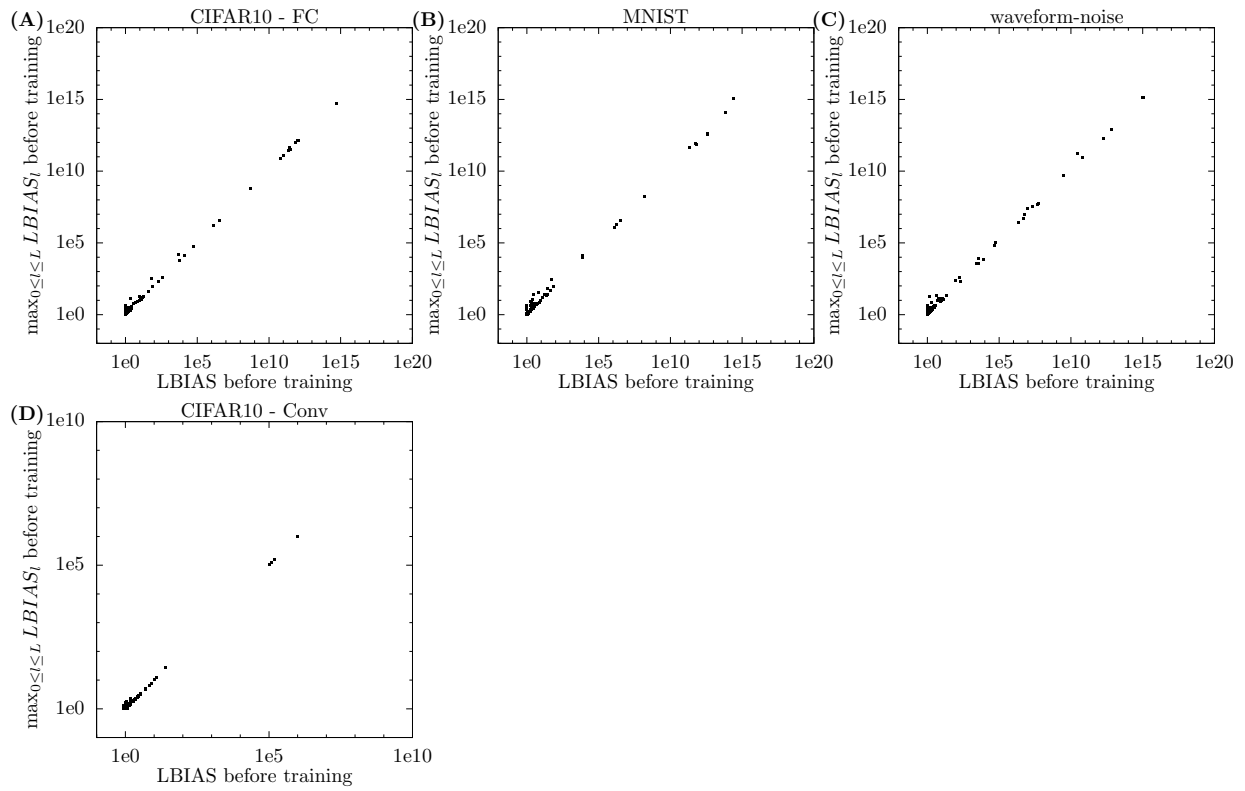 (A) CIFAR10 - FC
max0≤l≤L LBIASl before training
1e20
1e15
1e10
1e5
1e0
1e0 1e5 1e10 1e15 1e20
LBIAS before training
(B) MNIST
max0≤l≤L LBIASl before training
1e20
1e15
1e10
1e5
1e0
1e0 1e5 1e10 1e15 1e20
LBIAS before training
(C) waveform-noise
max0≤l≤L LBIASl before training
1e20
1e15
1e10
1e5
1e0
1e0 1e5 1e10 1e15 1e20
LBIAS before training
(D) CIFAR10 - Conv
max0≤l≤L LBIASl before training
1e10
1e5
1e0
1e0 1e5 1e10
LBIAS before training